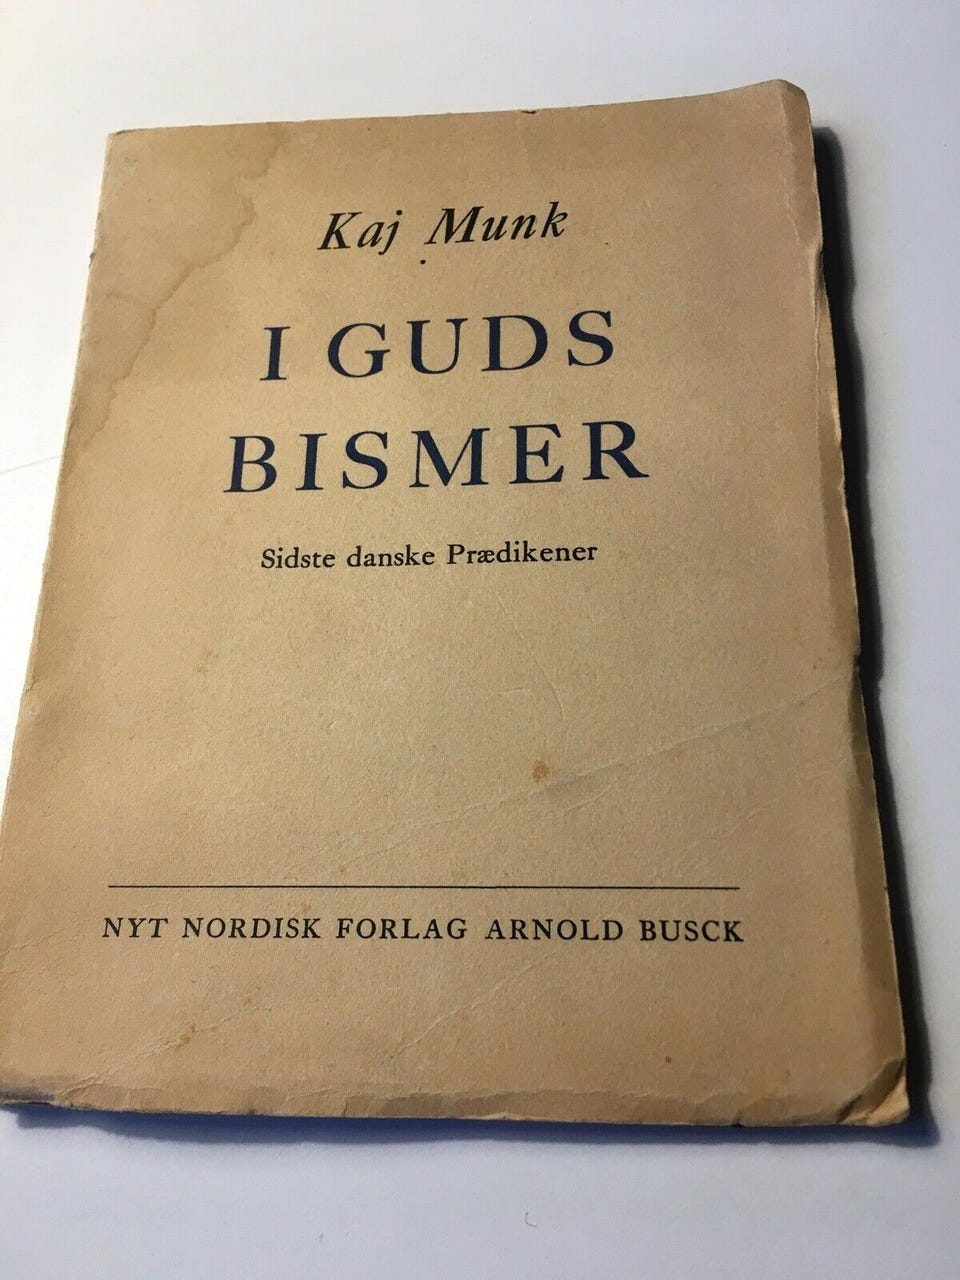 Kaj Munk
I GUDS
BISMER
Sidste danske Prædikener
NYT NORDISK FORLAG ARNOLD BUSCK